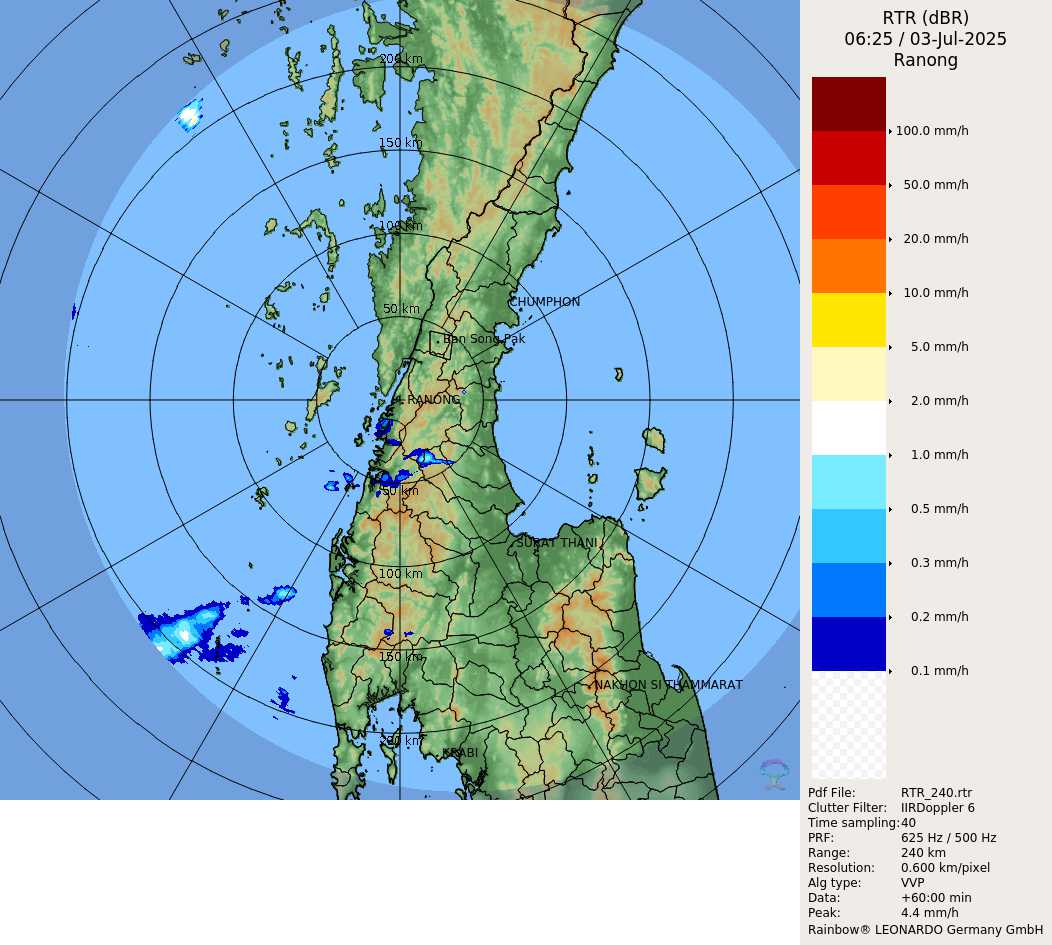 RTR (dBR)
06:25 / 03-Jul-2025
Ranong
200 km
150 km
100 km
50 km
CHUMPHON
Ban Song Pak
RANONG
50 km
SURAT THANI
100 km
150 km
NAKHON SI THAMMARAT
200 km
KRABI
100.0 mm/h
50.0 mm/h
20.0 mm/h
10.0 mm/h
5.0 mm/h
2.0 mm/h
1.0 mm/h
0.5 mm/h
0.3 mm/h
0.2 mm/h
0.1 mm/h
Pdf File: RTR_240.rtr
Clutter Filter: IIRDoppler 6
Time sampling: 40
PRF: 625 Hz / 500 Hz
Range: 240 km
Resolution: 0.600 km/pixel
Alg type: VVP
Data: +60:00 min
Peak: 4.4 mm/h
Rainbow® LEONARDO Germany GmbH